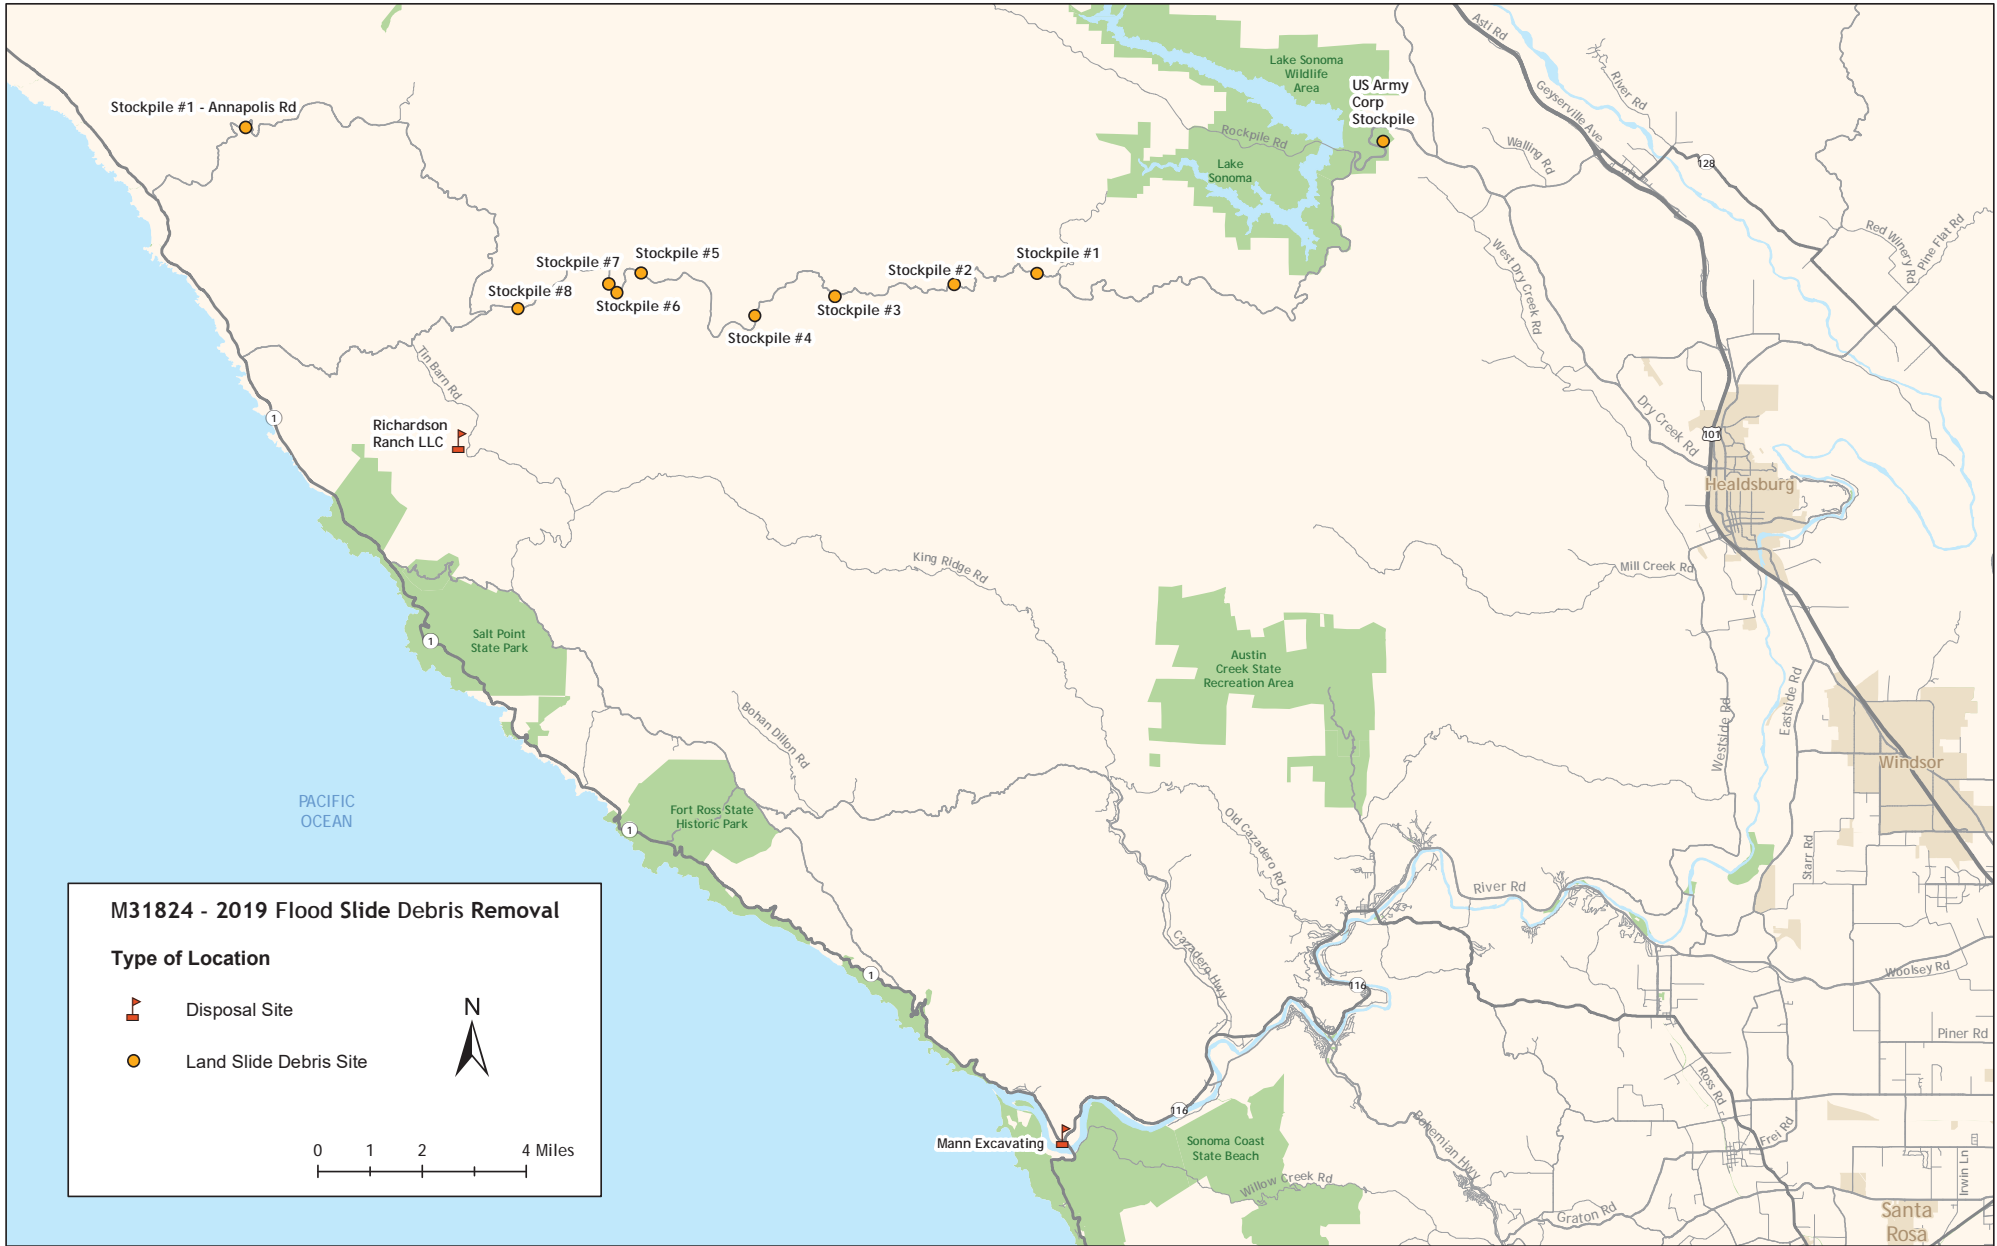 Asti Rd
Lake Sonoma
Wildlife
Area
River Rd
US Army
Corp
Stockpile
Geyserville Ave
Stockpile #1 - Annapolis Rd
Rockpile Rd
Walling Rd
128
Lake
Sonoma
Red Winery Rd
Pine Flat Rd
West Dry Creek Rd
Stockpile #7
Stockpile #5
Stockpile #1
Stockpile #2
Stockpile #8
Stockpile #6
Stockpile #3
Stockpile #4
Tin Barn Rd
1
Richardson
Ranch LLC
Dry Creek Rd
101
Healdsburg
King Ridge Rd
Mill Creek Rd
Salt Point
State Park
1
Austin
Creek State
Recreation Area
Westside Rd
Eastside Rd
Bohan Dillon Rd
Windsor
PACIFIC
OCEAN
Fort Ross State
Historic Park
1
Old Cazadero Rd
Starr Rd
River Rd
Cazadero Hwy
1
116
Woolsey Rd
Piner Rd
Ross Rd
116
Mann Excavating
Sonoma Coast
State Beach
Bohemian Hwy
Frei Rd
Irwin Ln
Willow Creek Rd
Graton Rd
Santa
Rosa
M31824 - 2019 Flood Slide Debris Removal
Type of Location
Disposal Site
N
Land Slide Debris Site
0 1 2 4 Miles